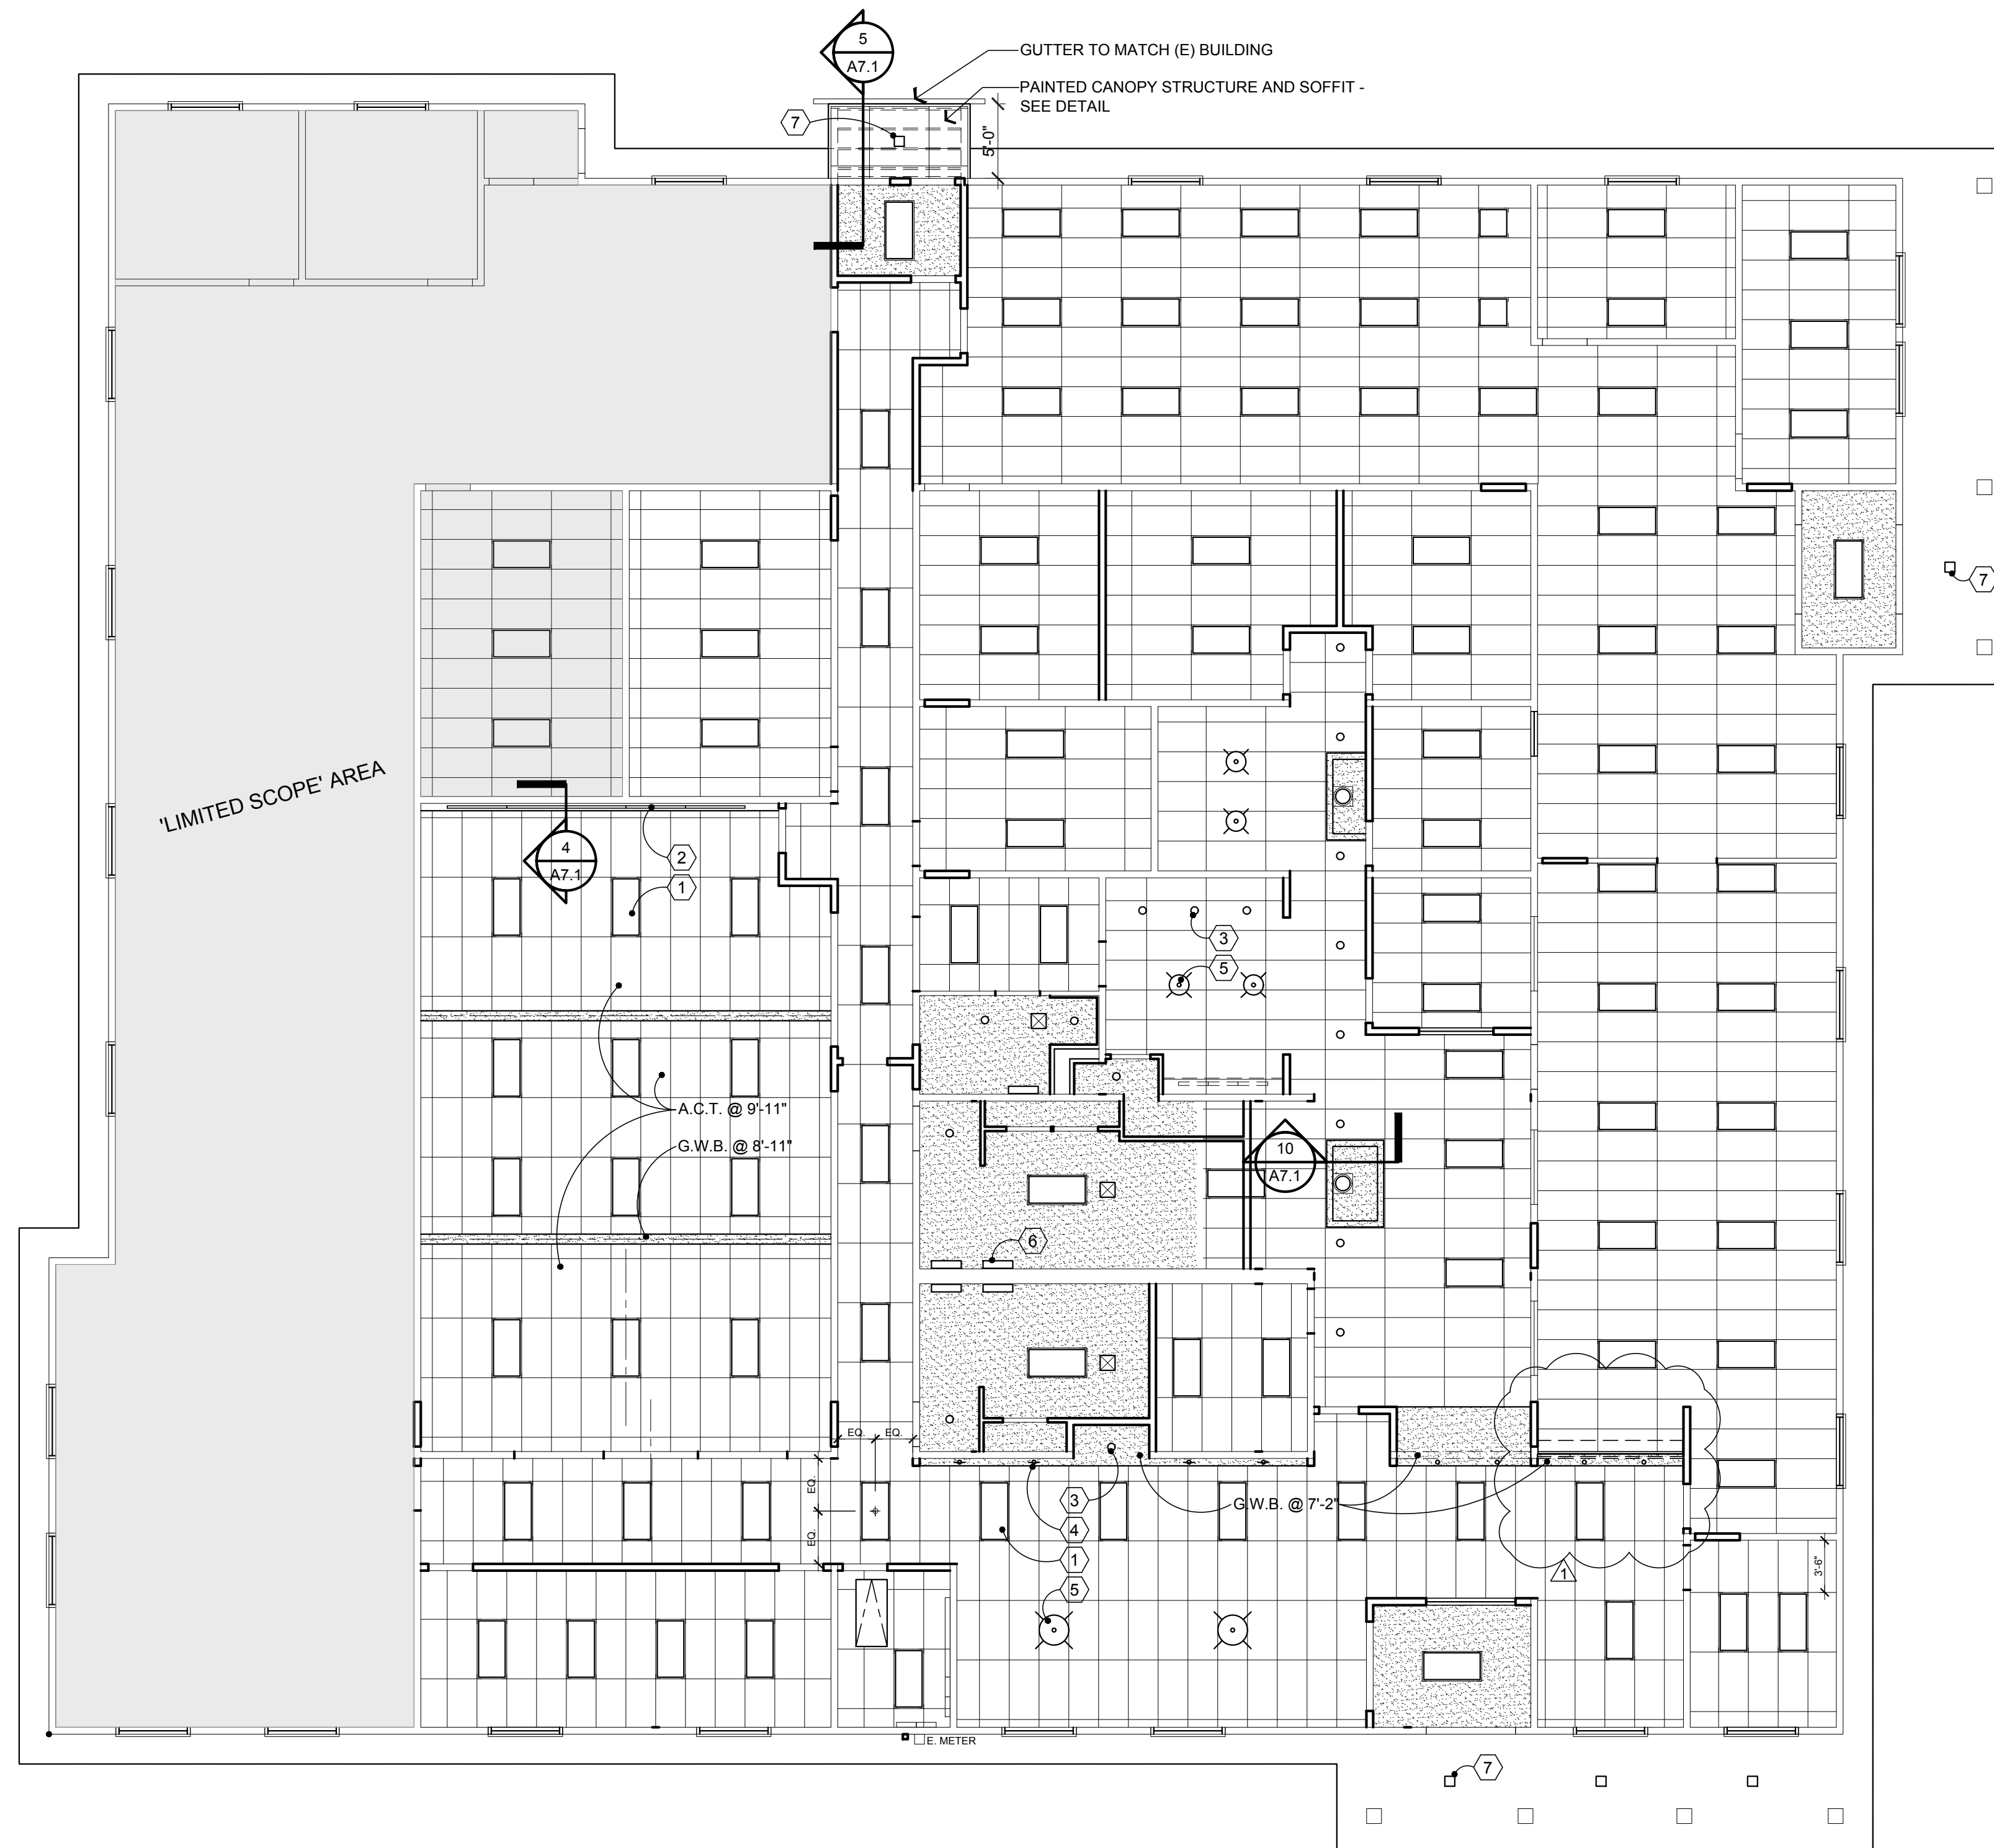 5
A7.1
GUTTER TO MATCH (E) BUILDING
PAINTED CANOPY STRUCTURE AND SOFFIT -
SEE DETAIL
7
5'-0"
7
'LIMITED SCOPE' AREA
4
A7.1
2
1
3
5
A.C.T. @ 9'-11"
G.W.B. @ 8'-11"
10
A7.1
6
EQ.
EQ.
EQ.
EQ.
3
G.W.B. @ 7'-2"
4
1
5
1
3'-6"
E. METER
7